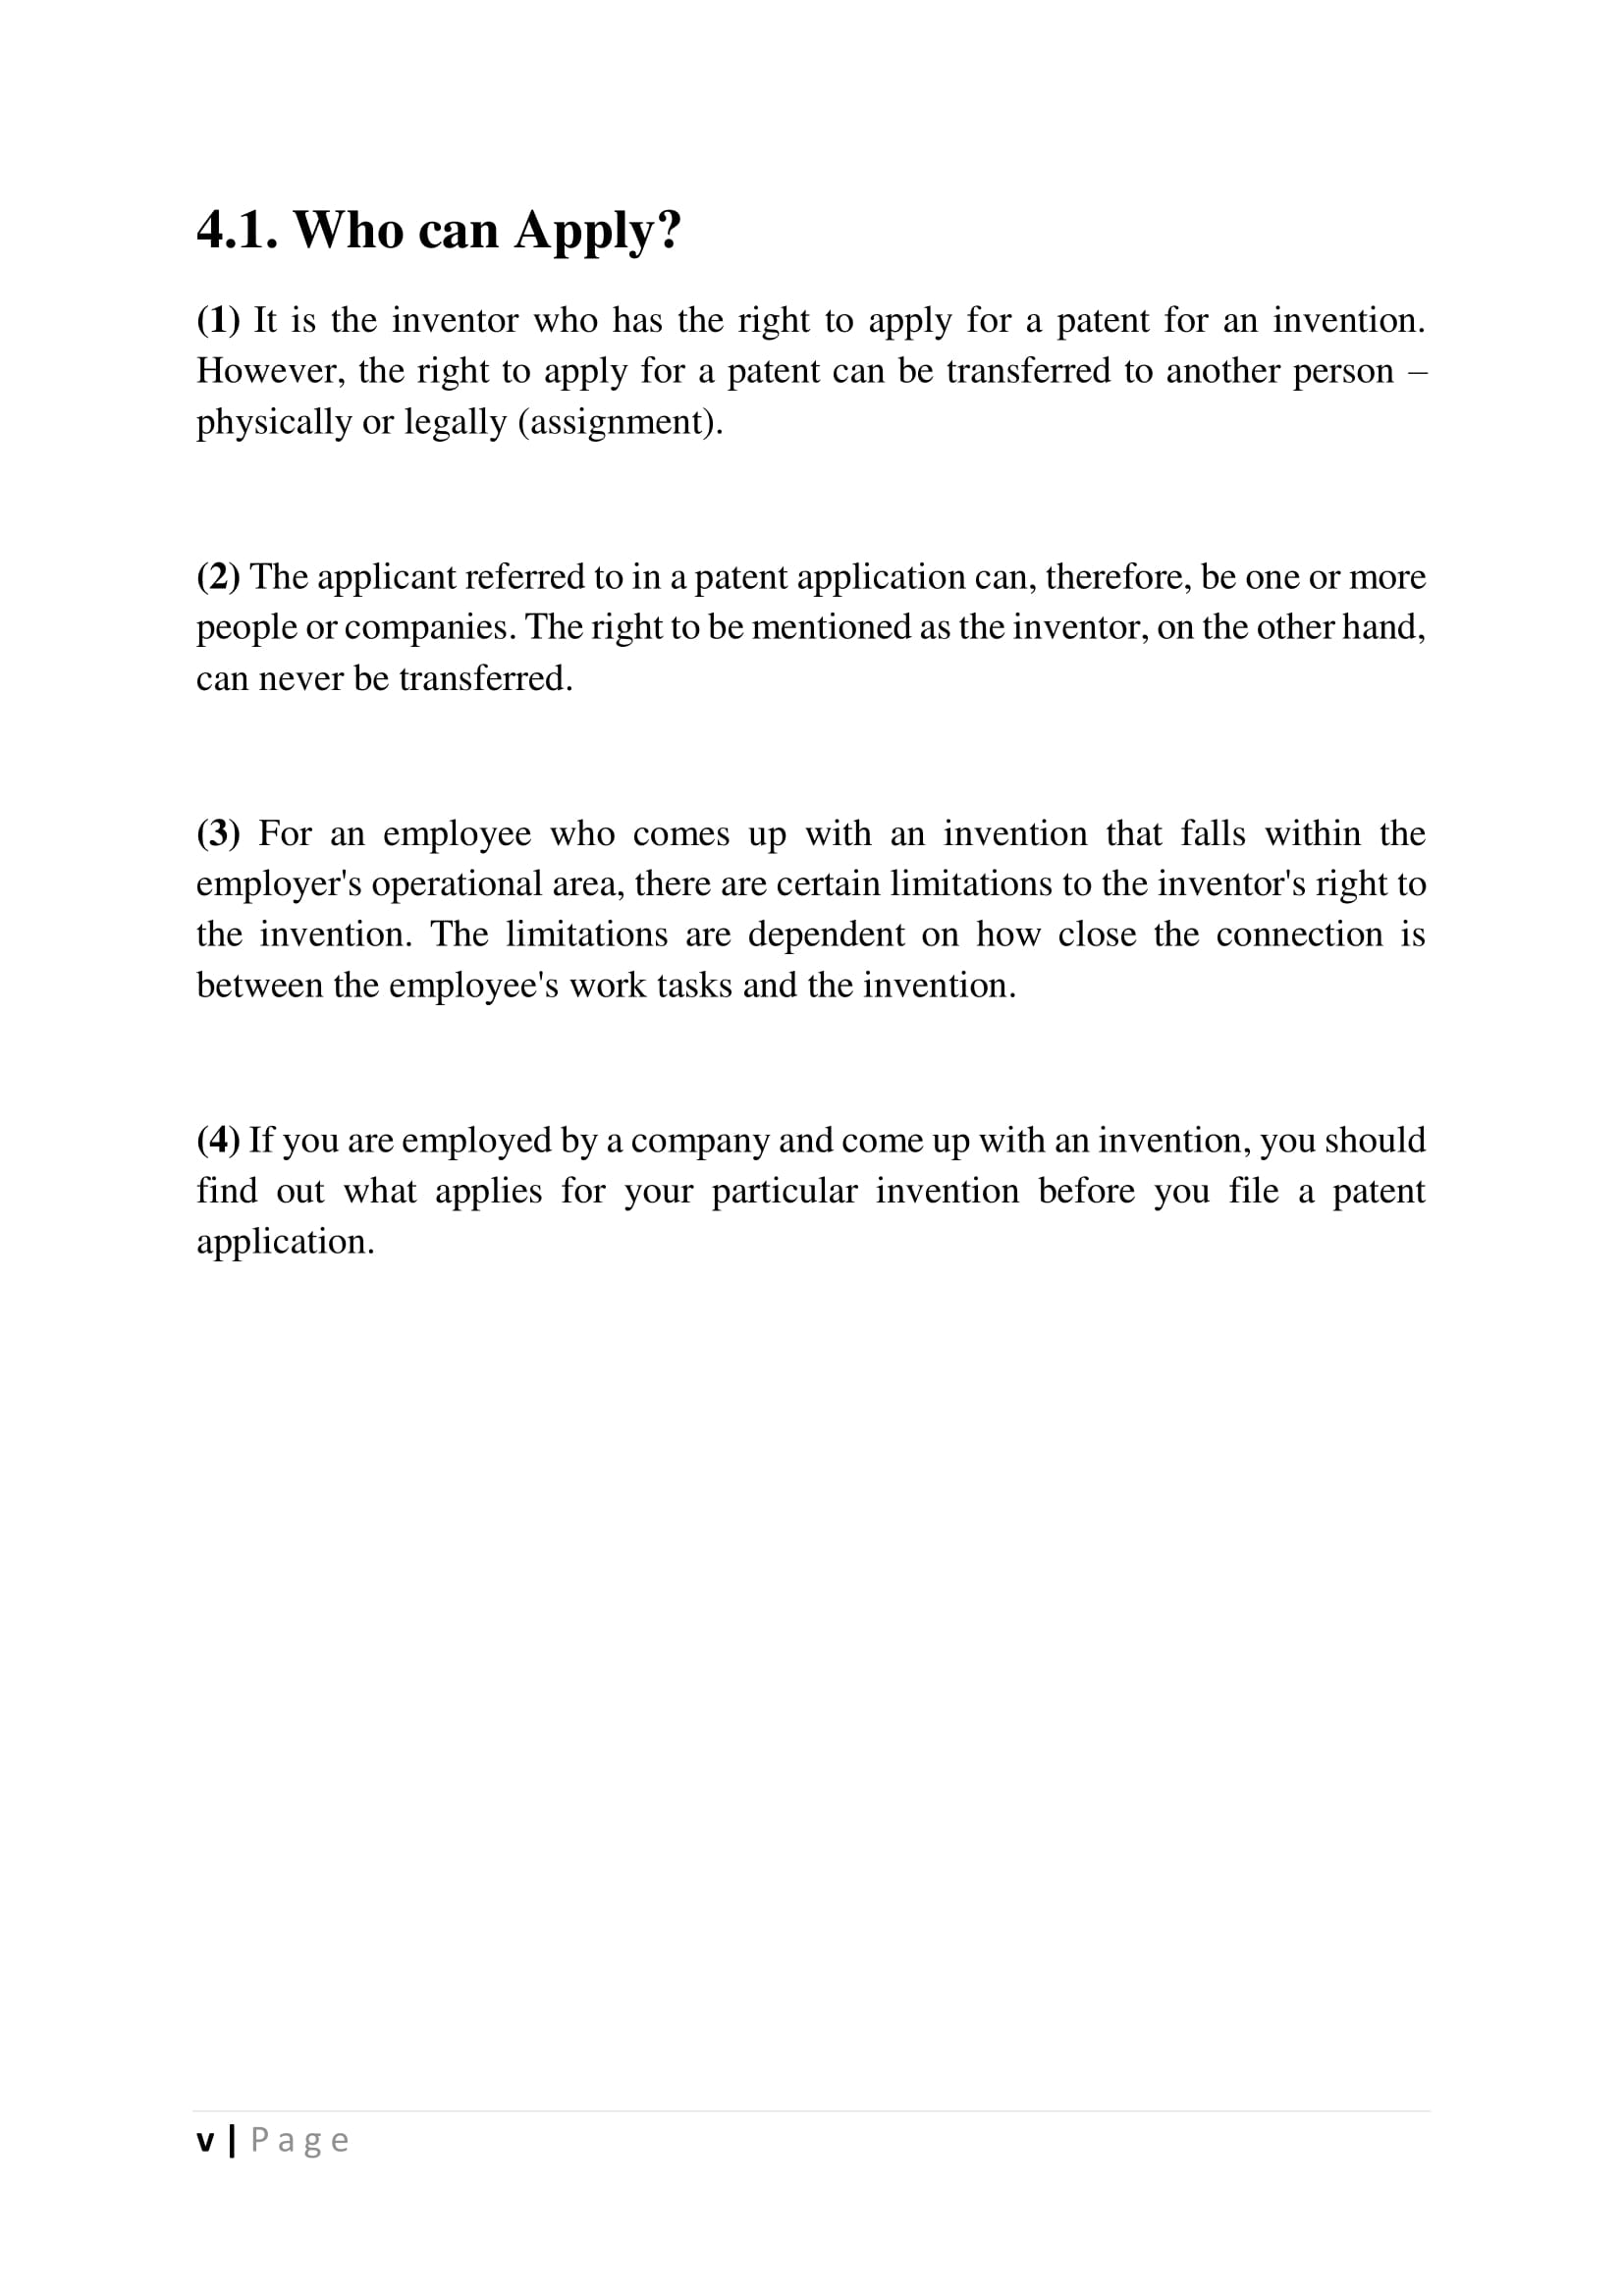 4.1. Who can Apply?
(1) It is the inventor who has the right to apply for a patent for an invention.
However, the right to apply for a patent can be transferred to another person –
physically or legally (assignment).
(2) The applicant referred to in a patent application can, therefore, be one or more
people or companies. The right to be mentioned as the inventor, on the other hand,
can never be transferred.
(3) For an employee who comes up with an invention that falls within the
employer's operational area, there are certain limitations to the inventor's right to
the invention. The limitations are dependent on how close the connection is
between the employee's work tasks and the invention.
(4) If you are employed by a company and come up with an invention, you should
find out what applies for your particular invention before you file a patent
application.
v | Page